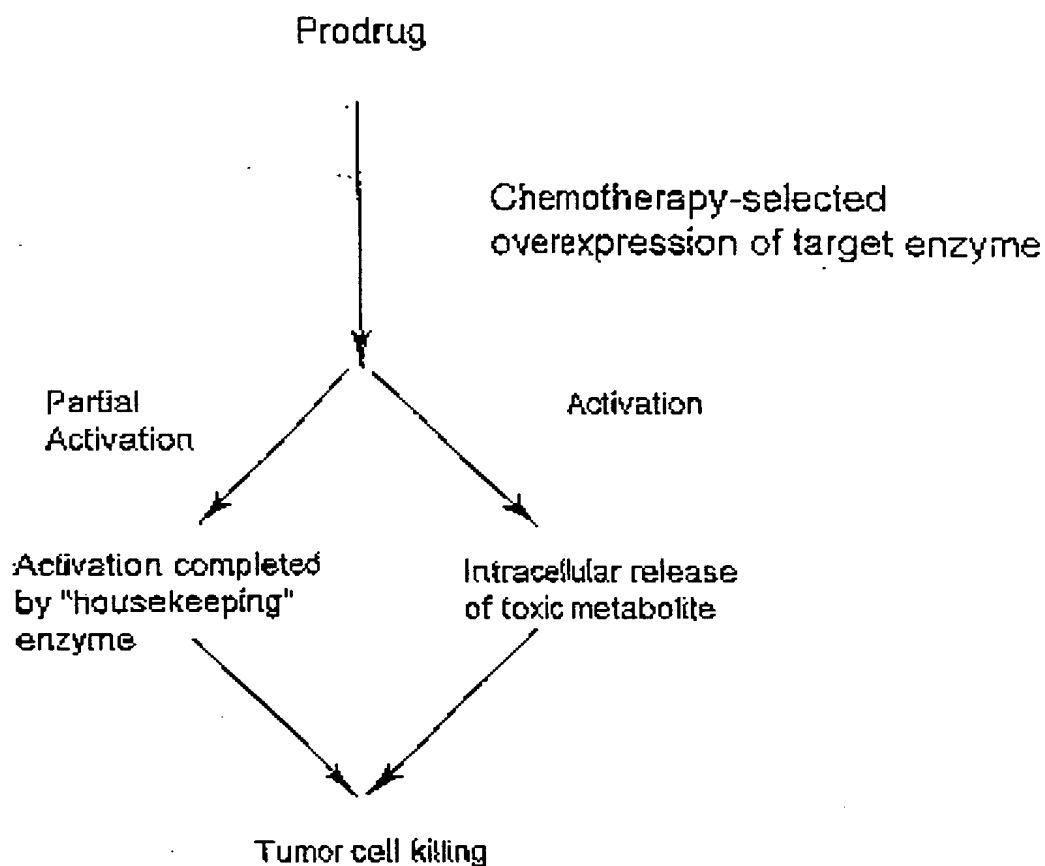 Prodrug
Chemotherapy-selected
overexpression of target enzyme
Partial
Activation
Activation
Activation completed
by "housekeeping"
enzyme
Intracellular release
of toxic metabolite
Tumor cell killing